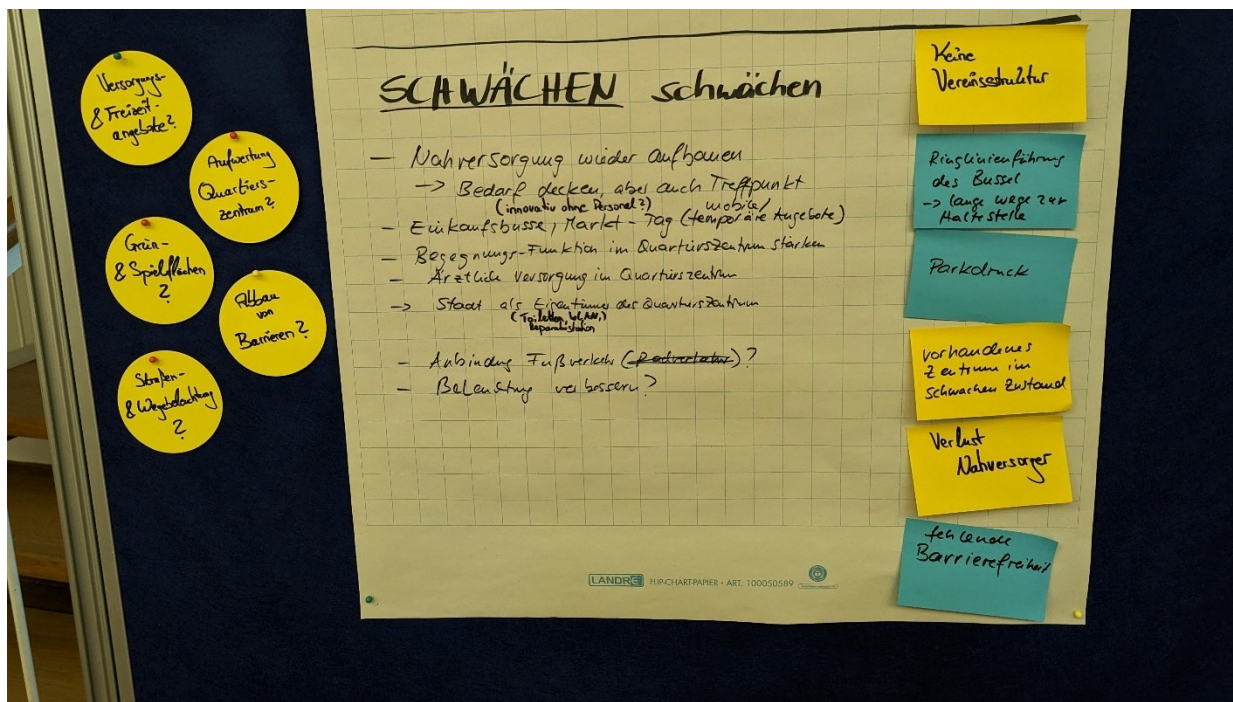 Versorgungs-
& Freizeit-
angebote?
Aufwertung
Quartiers-
zentrum?
Grün-
& Spielflächen
?
Abbau
von
Barrieren?
Straßen-
& Wegebeleuchtung
?
SCHWÄCHEN schwächen
— Nahversorgung wieder aufbauen
—> Bedarf decken, aber auch Treffpunkt
(innovativ ohne Personal?) mobile/
— Einkaufsbusse, Markt-Tag (temporäre Angebote)
— Begegnungs-Funktion im Quartierszentrum stärken
— Ärztliche Versorgung im Quartierszentrum
—> Stadt als Eigentümer des Quartierszentrum
(Toiletten, WLAN,)
Reparaturstation
— Anbindung Fußverkehr (Radverkehr)?
— Beleuchtung verbessern?
LANDRÉ FLIP-CHART-PAPIER • ART. 100050589
Keine
Vereinsstruktur
Ringlinienführung
des Busses
-> lange Wege zur
Haltestelle
Parkdruck
vorhandenes
Zentrum im
schwachen Zustand
Verlust
Nahversorger
fehlende
Barrierefreiheit